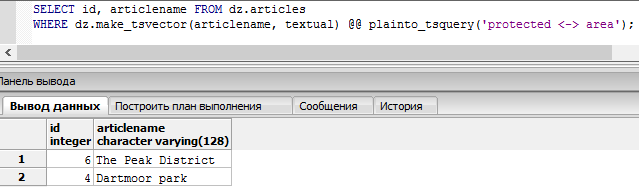 SELECT id, articlename FROM dz.articles
WHERE dz.make_tsvector(articlename, textual) @@ plainto_tsquery('protected <-> area');
Панель вывода
Вывод данных Построить план выполнения Сообщения История
id articlename
integer character varying(128)
1 6 The Peak District
2 4 Dartmoor park